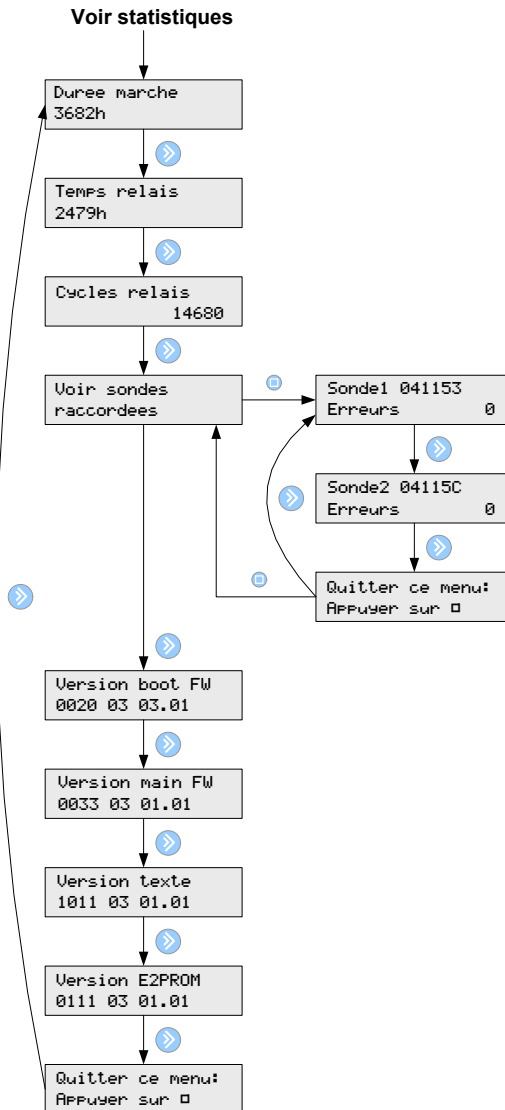 Voir statistiques
Duree marche
3682h
Temps relais
2479h
Cycles relais
14680
Voir sondes
raccordees
Sonde1 041153
Erreurs 0
Sonde2 04115C
Erreurs 0
Quitter ce menu:
Appuyer sur □
Version boot FW
0020 03 03.01
Version main FW
0033 03 01.01
Version texte
1011 03 01.01
Version E2PROM
0111 03 01.01
Quitter ce menu:
Appuyer sur □